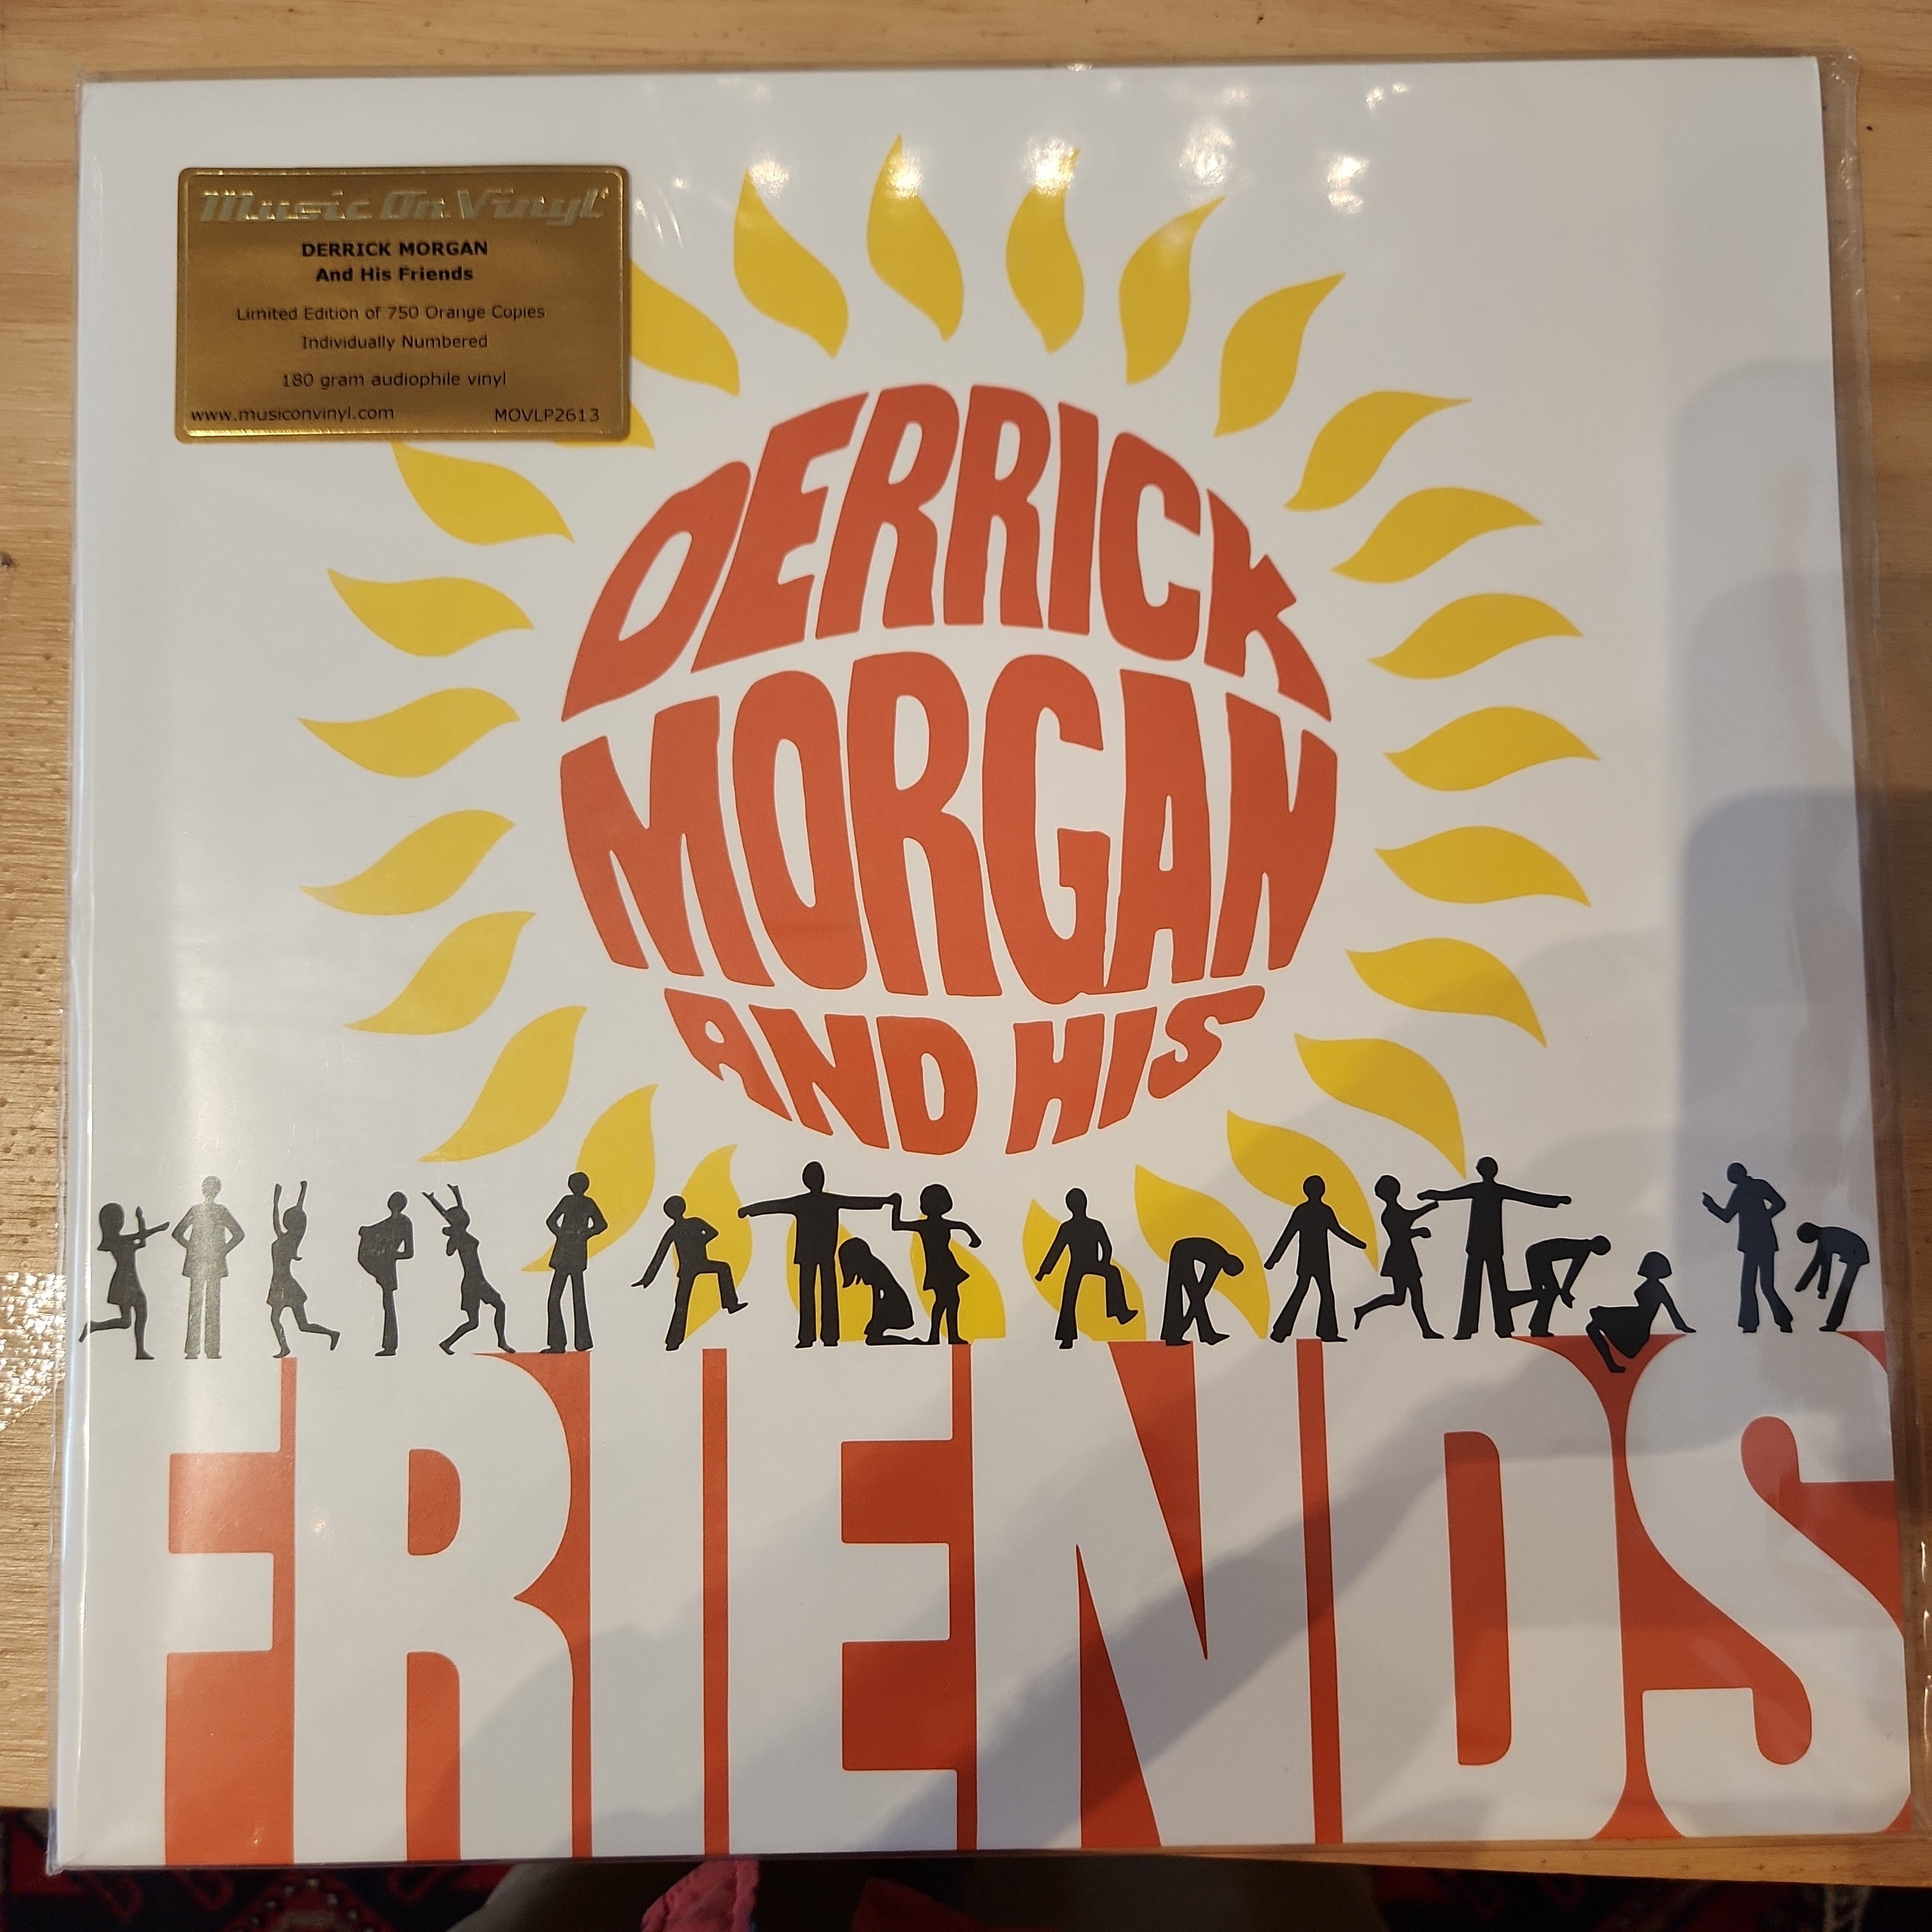 Music On Vinyl
DERRICK MORGAN
And His Friends
Limited Edition of 750 Orange Copies
Individually Numbered
180 gram audiophile vinyl
www.musiconvinyl.com MOVLP2613
DERRICK
MORGAN
AND HIS
FRIENDS